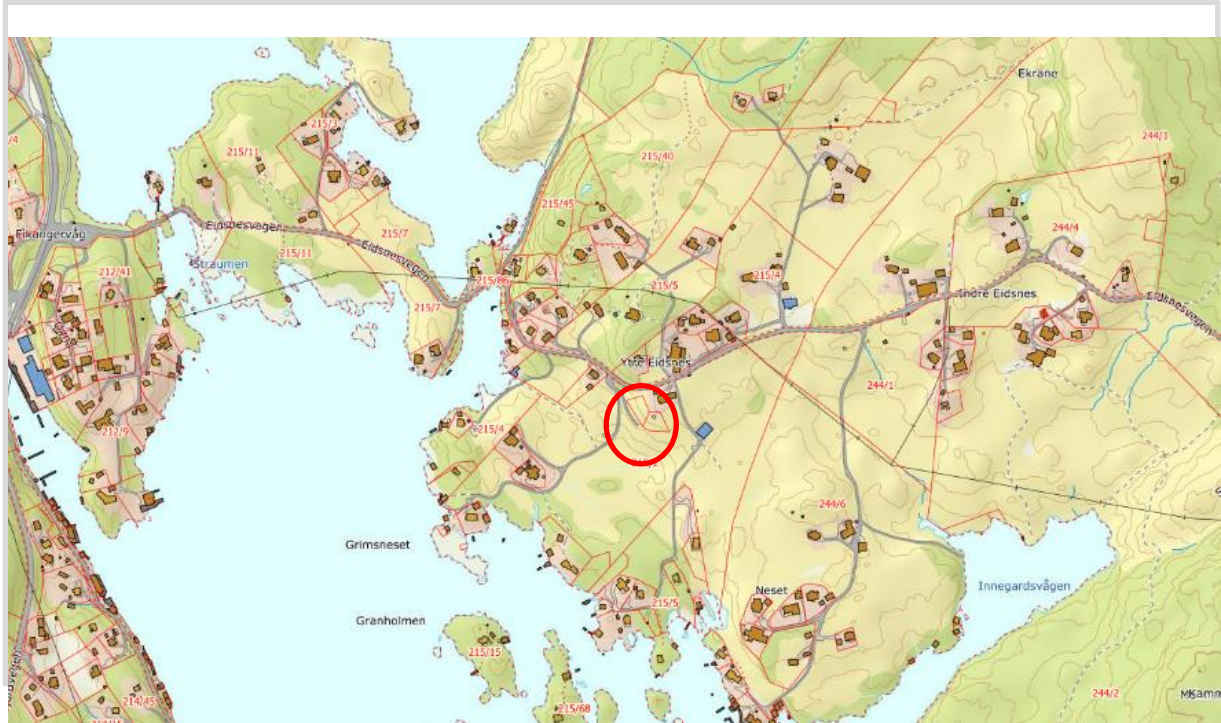 Ekrane
244/1
215/3
215/40
215/11
215/45
Eidsnesvegen
Eikangervåg
215/11
215/7
Eidsnesvegen
244/4
Straumen
212/41
215/86
215/4
215/5
Indre Eidsnes
Eidsnesvegen
215/7
Ytre Eidsnes
244/1
212/9
215/4
244/6
Grimsneset
Innegardsvågen
Neset
215/5
Granholmen
215/15
244/2
214/45
215/68